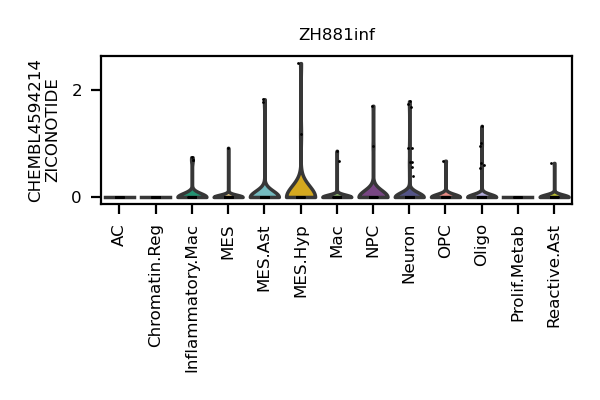 ZH881inf
CHEMBL4594214
ZICONOTIDE
2
0
AC
Chromatin.Reg
Inflammatory.Mac
MES
MES.Ast
MES.Hyp
Mac
NPC
Neuron
OPC
Oligo
Prolif.Metab
Reactive.Ast